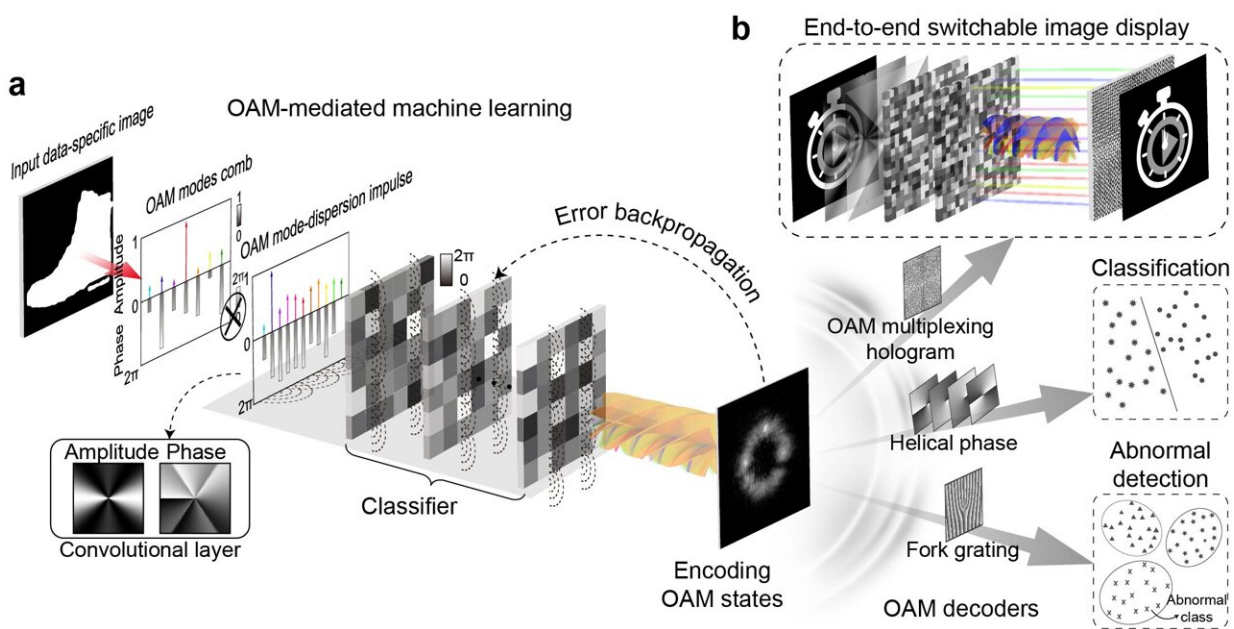 a
OAM-mediated machine learning
Input data-specific image
OAM modes comb
1
0
Amplitude
1
0
Phase
2π
OAM mode-dispersion impulse
2π
1
0
2π
2π
0
Error backpropagation
Amplitude Phase
Convolutional layer
Classifier
Encoding
OAM states
b
End-to-end switchable image display
OAM multiplexing
hologram
Helical phase
Fork grating
OAM decoders
Classification
Abnormal
detection
Abnormal
class